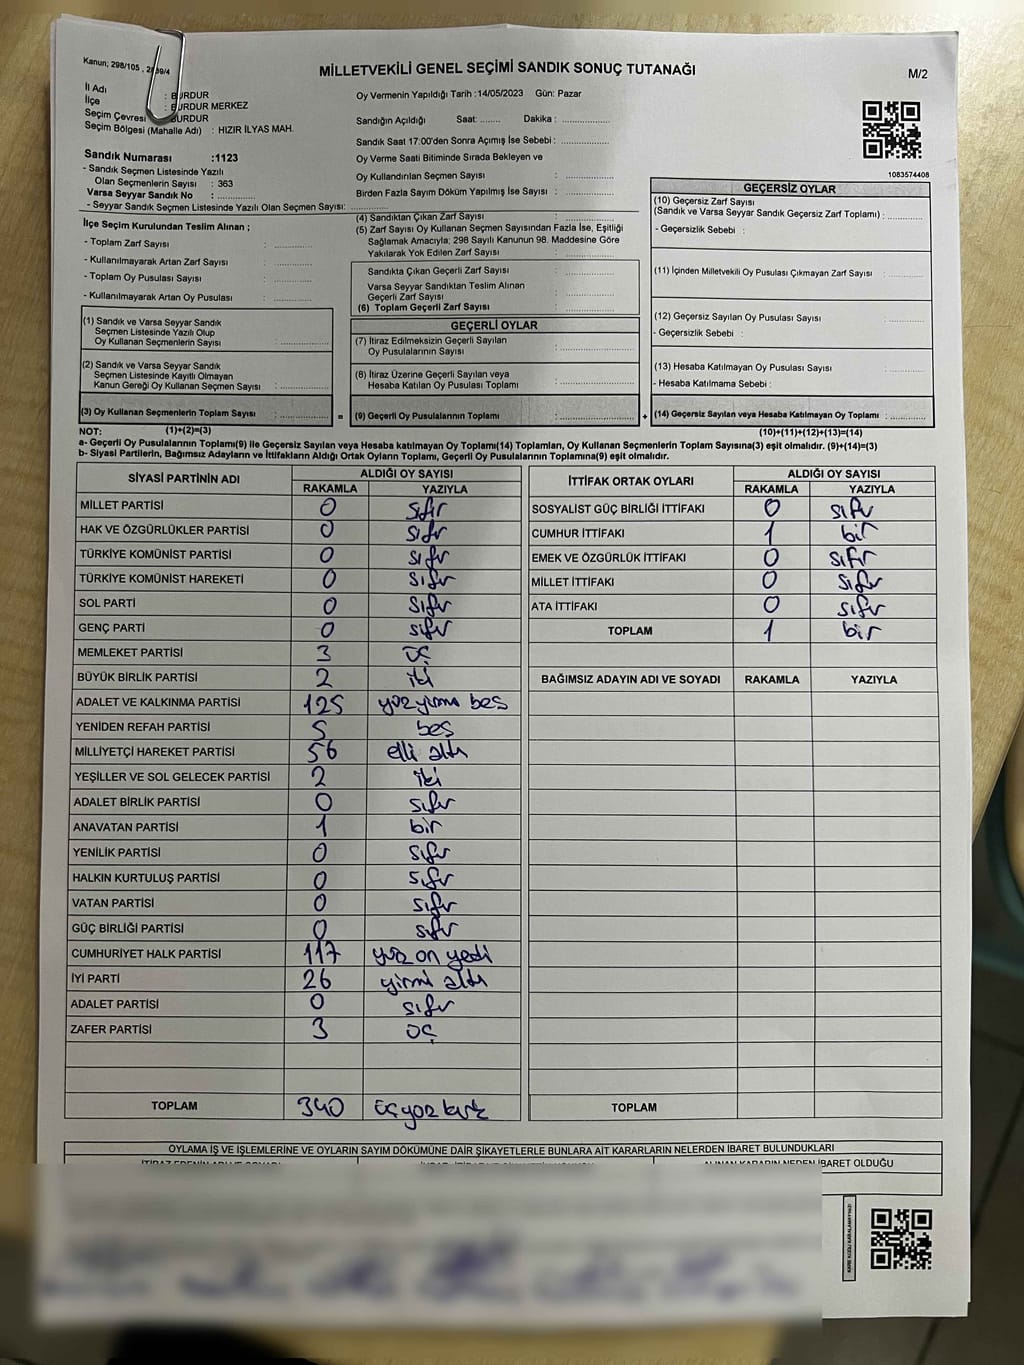 Kanun; 298/105 , 2839/4
MİLLETVEKİLİ GENEL SEÇİMİ SANDIK SONUÇ TUTANAĞI
M/2
İl Adı : BURDUR
İlçe : BURDUR MERKEZ
Seçim Çevresi : BURDUR
Seçim Bölgesi (Mahalle Adı) : HIZIR İLYAS MAH.
Oy Vermenin Yapıldığı Tarih :14/05/2023 Gün: Pazar
Sandığın Açıldığı Saat: ........ Dakika : ................
Sandık Saat 17:00'den Sonra Açımış İse Sebebi : ................
Oy Verme Saati Bitiminde Sırada Bekleyen ve
Oy Kullandırılan Seçmen Sayısı : ................
Birden Fazla Sayım Döküm Yapılmış İse Sayısı : ................
Sandık Numarası :1123
- Sandık Seçmen Listesinde Yazılı
Olan Seçmenlerin Sayısı : 363
Varsa Seyyar Sandık No : ................
- Seyyar Sandık Seçmen Listesinde Yazılı Olan Seçmen Sayısı: ................
1083574408
İlçe Seçim Kurulundan Teslim Alınan ;
- Toplam Zarf Sayısı : ................
- Kullanılmayarak Artan Zarf Sayısı : ................
- Toplam Oy Pusulası Sayısı : ................
- Kullanılmayarak Artan Oy Pusulası : ................
(4) Sandıktan Çıkan Zarf Sayısı : ................
(5) Zarf Sayısı Oy Kullanan Seçmen Sayısından Fazla İse, Eşitliği
Sağlamak Amacıyla; 298 Sayılı Kanunun 98. Maddesine Göre
Yakılarak Yok Edilen Zarf Sayısı : ................
Sandıkta Çıkan Geçerli Zarf Sayısı : ................
Varsa Seyyar Sandıktan Teslim Alınan
Geçerli Zarf Sayısı : ................
(6) Toplam Geçerli Zarf Sayısı : ................
GEÇERSİZ OYLAR
(10) Geçersiz Zarf Sayısı
(Sandık ve Varsa Seyyar Sandık Geçersiz Zarf Toplamı) : ................
- Geçersizlik Sebebi :
(11) İçinden Milletvekili Oy Pusulası Çıkmayan Zarf Sayısı : ................
(12) Geçersiz Sayılan Oy Pusulası Sayısı : ................
- Geçersizlik Sebebi :
(13) Hesaba Katılmayan Oy Pusulası Sayısı : ................
- Hesaba Katılmama Sebebi :
(1) Sandık ve Varsa Seyyar Sandık
Seçmen Listesinde Yazılı Olup
Oy Kullanan Seçmenlerin Sayısı : ................
(2) Sandık ve Varsa Seyyar Sandık
Seçmen Listesinde Kayıtlı Olmayan
Kanun Gereği Oy Kullanan Seçmen Sayısı : ................
GEÇERLİ OYLAR
(7) İtiraz Edilmeksizin Geçerli Sayılan
Oy Pusulalarının Sayısı : ................
(8) İtiraz Üzerine Geçerli Sayılan veya
Hesaba Katılan Oy Pusulası Toplamı : ................
(3) Oy Kullanan Seçmenlerin Toplam Sayısı : ................ = (9) Geçerli Oy Pusulalarının Toplamı : ................ + (14) Geçersiz Sayılan veya Hesaba Katılmayan Oy Toplamı : ................
NOT: (1)+(2)=(3) (10)+(11)+(12)+(13)=(14)
a- Geçerli Oy Pusulalarının Toplamı(9) ile Geçersiz Sayılan veya Hesaba katılmayan Oy Toplamı(14) Toplamları, Oy Kullanan Seçmenlerin Toplam Sayısına(3) eşit olmalıdır. (9)+(14)=(3)
b- Siyasi Partilerin, Bağımsız Adayların ve İttifakların Aldığı Ortak Oyların Toplamı, Geçerli Oy Pusulalarının Toplamına(9) eşit olmalıdır.
SİYASİ PARTİNİN ADI ALDIĞI OY SAYISI
RAKAMLA YAZIYLA
MİLLET PARTİSİ 0 sıfır
HAK VE ÖZGÜRLÜKLER PARTİSİ 0 sıfır
TÜRKİYE KOMÜNİST PARTİSİ 0 sıfır
TÜRKİYE KOMÜNİST HAREKETİ 0 sıfır
SOL PARTİ 0 sıfır
GENÇ PARTİ 0 sıfır
MEMLEKET PARTİSİ 3 üç
BÜYÜK BİRLİK PARTİSİ 2 iki
ADALET VE KALKINMA PARTİSİ 125 yüz yirmi beş
YENİDEN REFAH PARTİSİ 5 beş
MİLLİYETÇİ HAREKET PARTİSİ 56 elli altı
YEŞİLLER VE SOL GELECEK PARTİSİ 2 iki
ADALET BİRLİK PARTİSİ 0 sıfır
ANAVATAN PARTİSİ 1 bir
YENİLİK PARTİSİ 0 sıfır
HALKIN KURTULUŞ PARTİSİ 0 sıfır
VATAN PARTİSİ 0 sıfır
GÜÇ BİRLİĞİ PARTİSİ 0 sıfır
CUMHURİYET HALK PARTİSİ 117 yüz on yedi
İYİ PARTİ 26 yirmi altı
ADALET PARTİSİ 0 sıfır
ZAFER PARTİSİ 3 üç
TOPLAM 340 üçyüz kırk
İTTİFAK ORTAK OYLARI ALDIĞI OY SAYISI
RAKAMLA YAZIYLA
SOSYALİST GÜÇ BİRLİĞİ İTTİFAKI 0 sıfır
CUMHUR İTTİFAKI 1 bir
EMEK VE ÖZGÜRLÜK İTTİFAKI 0 sıfır
MİLLET İTTİFAKI 0 sıfır
ATA İTTİFAKI 0 sıfır
TOPLAM 1 bir
BAĞIMSIZ ADAYIN ADI VE SOYADI RAKAMLA YAZIYLA
TOPLAM
OYLAMA İŞ VE İŞLEMLERİNE VE OYLARIN SAYIM DÖKÜMÜNE DAİR ŞİKAYETLERLE BUNLARA AİT KARARLARIN NELERDEN İBARET BULUNDUKLARI
ALINAN KARARIN NEDEN İBARET OLDUĞU